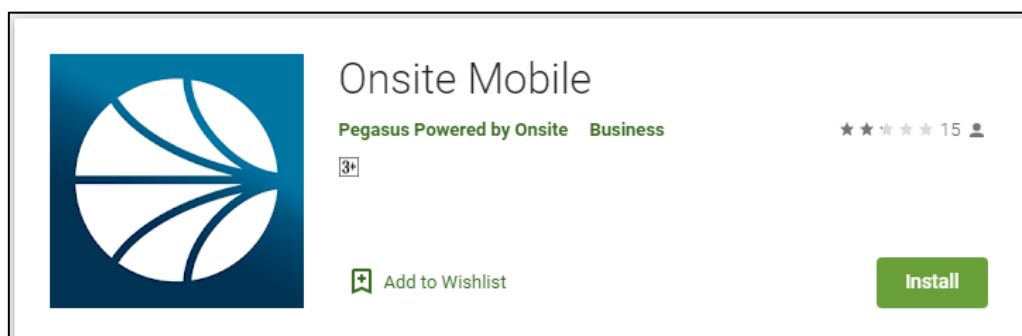 Onsite Mobile
Pegasus Powered by Onsite Business
15
3+
Add to Wishlist
Install